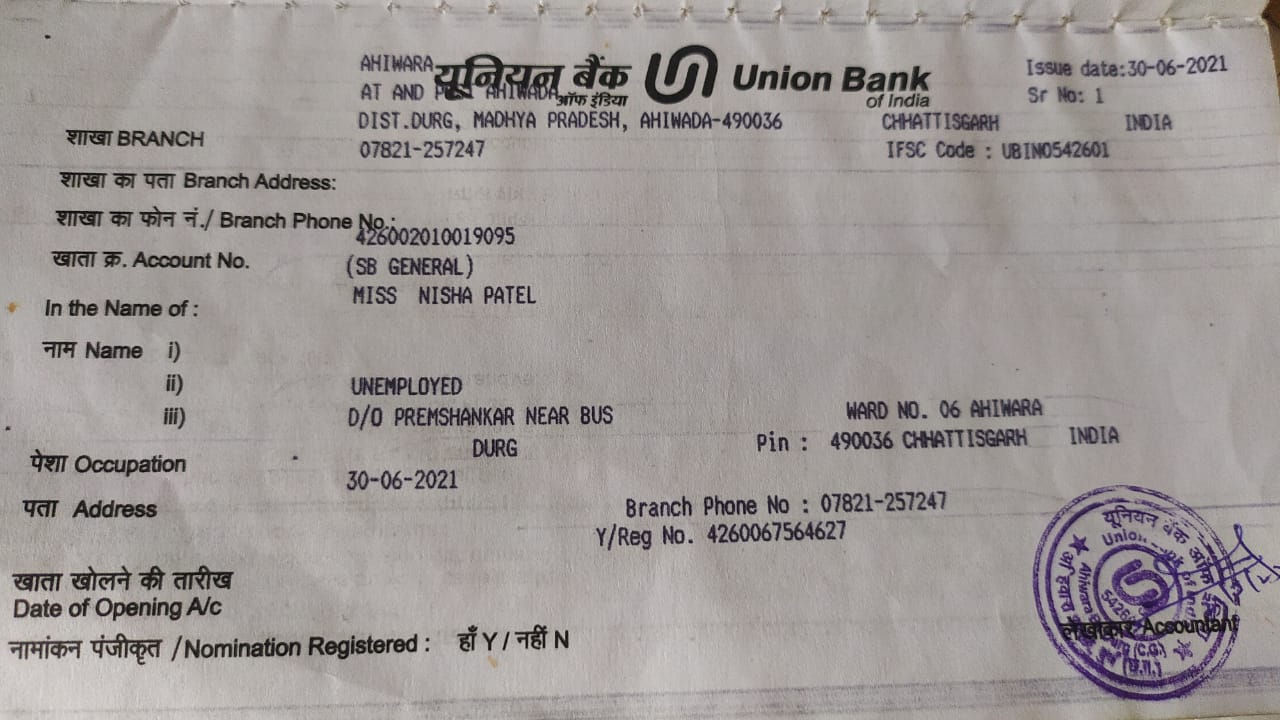 AHIWARA
यूनियन बैंक Union Bank
ऑफ इंडिया of India
Issue date:30-06-2021
AT AND AHIWADA
Sr No: 1
DIST.DURG, MADHYA PRADESH, AHIWADA-490036 CHHATTISGARH INDIA
शाखा BRANCH
07821-257247 IFSC Code : UBIN0542601
शाखा का पता Branch Address:
शाखा का फोन नं./ Branch Phone No.:
426002010019095
खाता क्र. Account No.
(SB GENERAL)
MISS NISHA PATEL
In the Name of :
नाम Name i)
ii)
UNEMPLOYED
iii)
D/O PREMSHANKAR NEAR BUS WARD NO. 06 AHIWARA
DURG Pin : 490036 CHHATTISGARH INDIA
पेशा Occupation
30-06-2021
पता Address
Branch Phone No : 07821-257247
Y/Reg No. 4260067564627
खाता खोलने की तारीख
Date of Opening A/c
नामांकन पंजीकृत /Nomination Registered : हाँ Y / नहीं N
लेखाकार Accountant
यूनियन बैंक ऑफ
Ahiwara
(C.G.)
(छ.ग.)